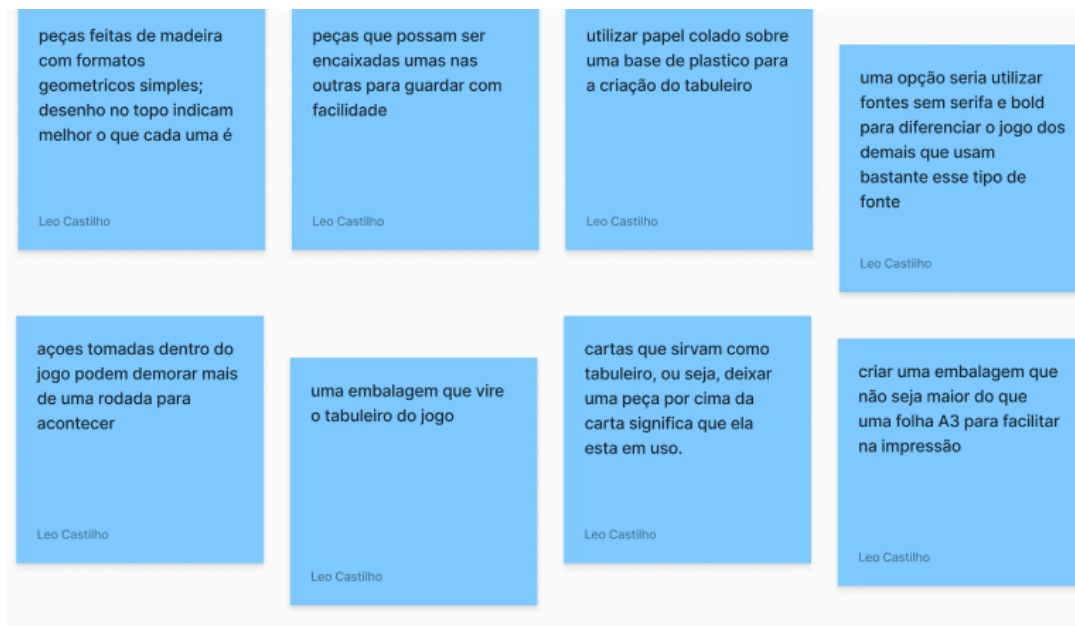 peças feitas de madeira
com formatos
geometricos simples;
desenho no topo indicam
melhor o que cada uma é
Leo Castilho
peças que possam ser
encaixadas umas nas
outras para guardar com
facilidade
Leo Castilho
utilizar papel colado sobre
uma base de plastico para
a criação do tabuleiro
Leo Castilho
uma opção seria utilizar
fontes sem serifa e bold
para diferenciar o jogo dos
demais que usam
bastante esse tipo de
fonte
Leo Castilho
açoes tomadas dentro do
jogo podem demorar mais
de uma rodada para
acontecer
Leo Castilho
uma embalagem que vire
o tabuleiro do jogo
Leo Castilho
cartas que sirvam como
tabuleiro, ou seja, deixar
uma peça por cima da
carta significa que ela
esta em uso.
Leo Castilho
criar uma embalagem que
não seja maior do que
uma folha A3 para facilitar
na impressão
Leo Castilho